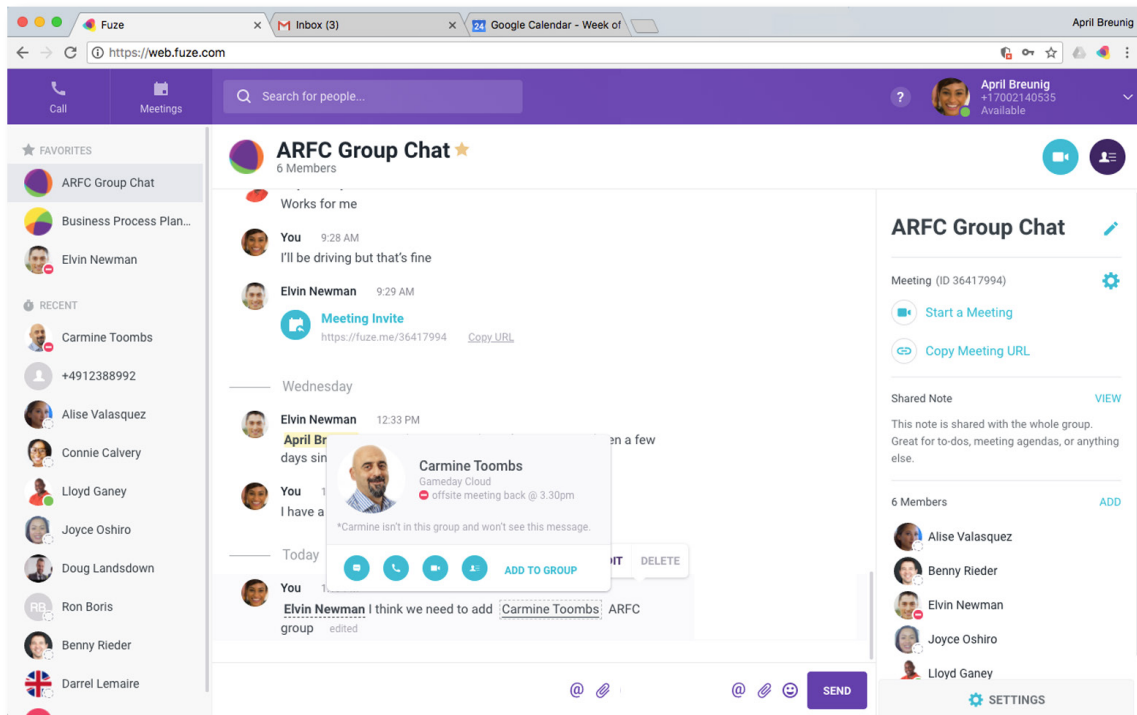 Fuze
Inbox (3)
Google Calendar - Week of
April Breunig
https://web.fuze.com
Call
Meetings
Search for people...
?
April Breunig
+17002140535
Available
FAVORITES
ARFC Group Chat
Business Process Plan...
Elvin Newman
RECENT
Carmine Toombs
+4912388992
Alise Valasquez
Connie Calvery
Lloyd Ganey
Joyce Oshiro
Doug Landsdown
RB
Ron Boris
Benny Rieder
Darrel Lemaire
ARFC Group Chat
6 Members
Works for me
You 9:28 AM
I'll be driving but that's fine
Elvin Newman 9:29 AM
Meeting Invite
https://fuze.me/36417994 Copy URL
Wednesday
Elvin Newman 12:33 PM
April Br
en a few
days sin
You
I have a
Carmine Toombs
Gameday Cloud
offsite meeting back @ 3.30pm
*Carmine isn't in this group and won't see this message.
ADD TO GROUP
Today
DELETE
You
Elvin Newman I think we need to add Carmine Toombs ARFC
group edited
@ @ SEND
ARFC Group Chat
Meeting (ID 36417994)
Start a Meeting
Copy Meeting URL
Shared Note VIEW
This note is shared with the whole group.
Great for to-dos, meeting agendas, or anything
else.
6 Members ADD
Alise Valasquez
Benny Rieder
Elvin Newman
Joyce Oshiro
Lloyd Ganey
SETTINGS